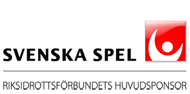 SVENSKA SPEL
RIKSIDROTTSFÖRBUNDETS HUVUDSPONSOR